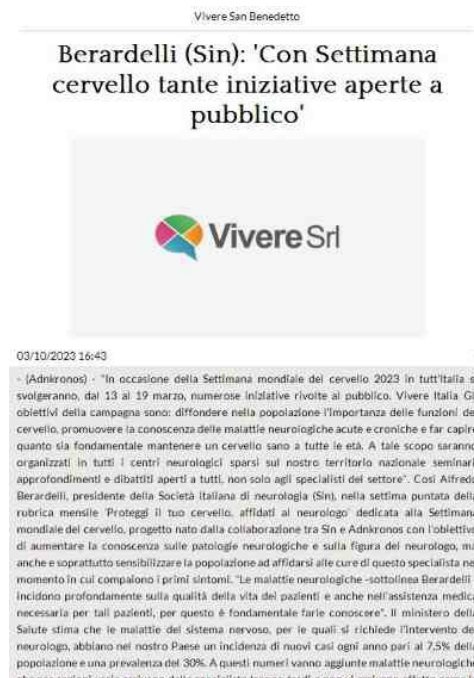 Vivere San Benedetto
Berardelli (Sin): 'Con Settimana
cervello tante iniziative aperte a
pubblico'
Vivere Srl
03/10/2023 16:43
- (Adnkronos) - "In occasione della Settimana mondiale del cervello 2023 in tutt'Italia s
svolgeranno, dal 13 al 19 marzo, numerose iniziative rivolte al pubblico. Vivere Italia Gl
obiettivi della campagna sono: diffondere nella popolazione l'importanza delle funzioni de
cervello, promuovere la conoscenza delle malattie neurologiche acute e croniche e far capire
quanto sia fondamentale mantenere un cervello sano a tutte le età. A tale scopo saranno
organizzati in tutti i centri neurologici sparsi sul nostro territorio nazionale seminari
approfondimenti e dibattiti aperti a tutti, non solo agli specialisti del settore". Così Alfredo
Berardelli, presidente della Società italiana di neurologia (Sin), nella settima puntata della
rubrica mensile 'Proteggi il tuo cervello, affidati al neurologo' dedicata alla Settimana
mondiale del cervello, progetto nato dalla collaborazione tra Sin e Adnkronos con l'obiettivo
di aumentare la conoscenza sulle patologie neurologiche e sulla figura del neurologo, ma
anche e soprattutto sensibilizzare la popolazione ad affidarsi alle cure di questo specialista nel
momento in cui compaiono i primi sintomi. "Le malattie neurologiche -sottolinea Berardelli
incidono profondamente sulla qualità della vita dei pazienti e anche nell'assistenza medica
necessaria per tali pazienti, per questo è fondamentale farle conoscere". Il ministero della
Salute stima che le malattie del sistema nervoso, per le quali si richiede l'intervento del
neurologo, abbiano nel nostro Paese un incidenza di nuovi casi ogni anno pari al 7,5% della
popolazione e una prevalenza del 30%. A questi numeri vanno aggiunte malattie neurologiche